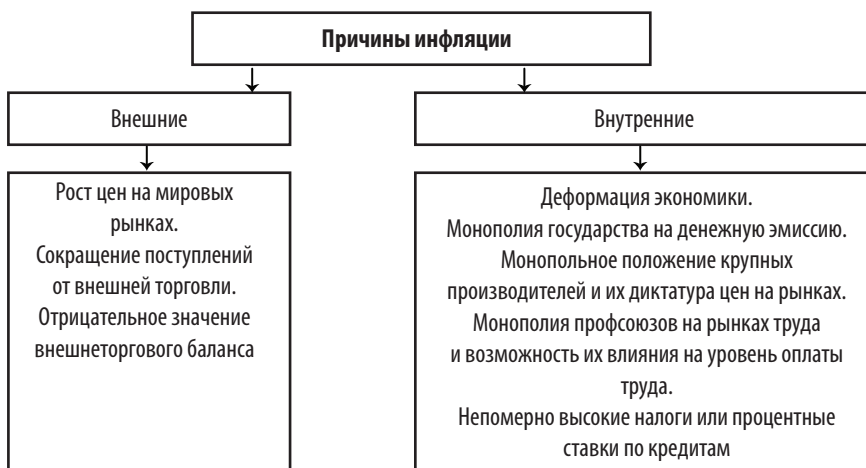 Причины инфляции
Внешние
Внутренние
Рост цен на мировых
рынках.
Сокращение поступлений
от внешней торговли.
Отрицательное значение
внешнеторгового баланса
Деформация экономики.
Монополия государства на денежную эмиссию.
Монопольное положение крупных
производителей и их диктатура цен на рынках.
Монополия профсоюзов на рынках труда
и возможность их влияния на уровень оплаты
труда.
Непомерно высокие налоги или процентные
ставки по кредитам